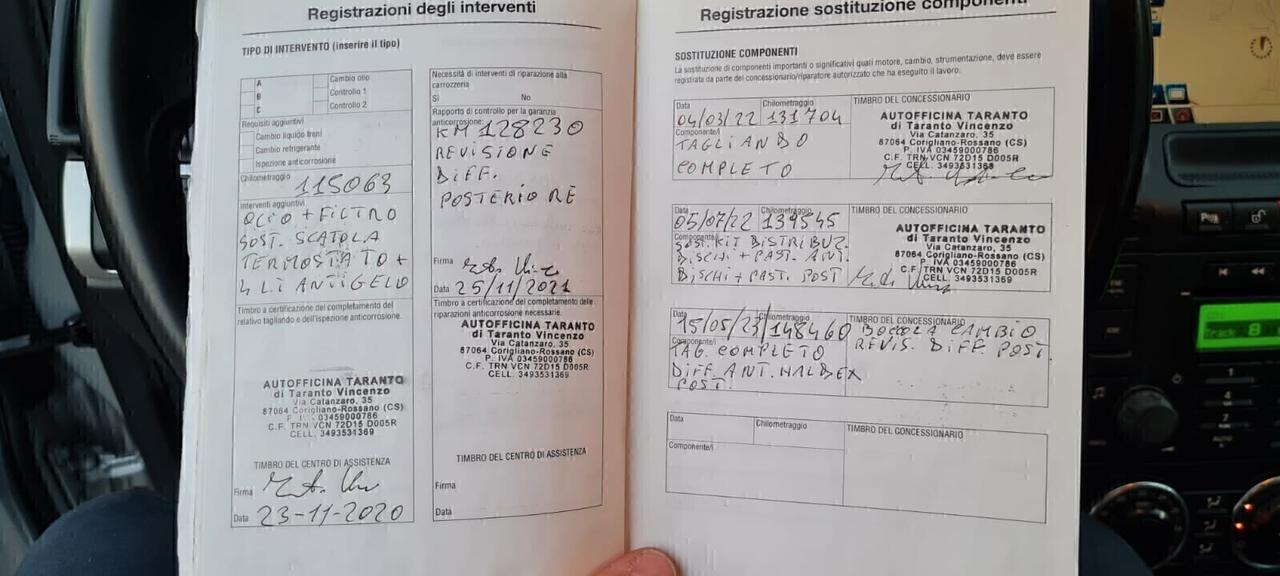 Registrazioni degli interventi
TIPO DI INTERVENTO (inserire il tipo)
A
B
C
Cambio olio
Controllo 1
Controllo 2
Requisiti aggiuntivi
Cambio liquido freni
Cambio refrigerante
Ispezione anticorrosione
Chilometraggio 115063
Interventi aggiuntivi
OLIO + FILTRO
SOST. SCATOLA
TERMOSTATO +
4 LI ANTIGELO
Timbro a certificazione del completamento del
relativo tagliando e dell'ispezione anticorrosione.
AUTOFFICINA TARANTO
di Taranto Vincenzo
Via Catanzaro, 35
87064 Corigliano-Rossano (CS)
P. IVA 03459000786
C.F. TRN VCN 72D15 D005R
CELL. 3493531369
TIMBRO DEL CENTRO DI ASSISTENZA
Firma
Data 23-11-2020
Necessità di interventi di riparazione alla
carrozzeria
Sì No
Rapporto di controllo per la garanzia
anticorrosione:
KM 128230
REVISIONE
DIFF.
POSTERIORE
Firma
Data 25/11/2021
Timbro a certificazione del completamento delle
riparazioni anticorrosione necessarie.
AUTOFFICINA TARANTO
di Taranto Vincenzo
Via Catanzaro, 35
87064 Corigliano-Rossano (CS)
P. IVA 03459000786
C.F. TRN VCN 72D15 D005R
CELL. 3493531369
TIMBRO DEL CENTRO DI ASSISTENZA
Firma
Data
Registrazione sostituzione componenti
SOSTITUZIONE COMPONENTI
La sostituzione di componenti importanti o significativi quali motore, cambio, strumentazione, deve essere
registrata da parte del concessionario/riparatore autorizzato che ha eseguito il lavoro.
Data 04/03/22 Chilometraggio 131704
Componente/i
TAGLIANDO
COMPLETO
TIMBRO DEL CONCESSIONARIO
AUTOFFICINA TARANTO
di Taranto Vincenzo
Via Catanzaro, 35
87064 Corigliano-Rossano (CS)
P. IVA 03459000786
C.F. TRN VCN 72D15 D005R
CELL. 3493531369
Data 05/07/22 Chilometraggio 139545
Componente/i
SOST. KIT DISTRIBUZ.
DISCHI + PAST. ANT.
DISCHI + PAST. POST
TIMBRO DEL CONCESSIONARIO
AUTOFFICINA TARANTO
di Taranto Vincenzo
Via Catanzaro, 35
87064 Corigliano-Rossano (CS)
P. IVA 03459000786
C.F. TRN VCN 72D15 D005R
CELL. 3493531369
Data 15/05/23 Chilometraggio 148460
Componente/i
TAG. COMPLETO
DIFF. ANT. HALDEX
POST.
TIMBRO DEL CONCESSIONARIO
BOCCOLA CAMBIO
REVIS. DIFF. POST.
Data
Chilometraggio
TIMBRO DEL CONCESSIONARIO
Componente/i
Track 8
1
4
7